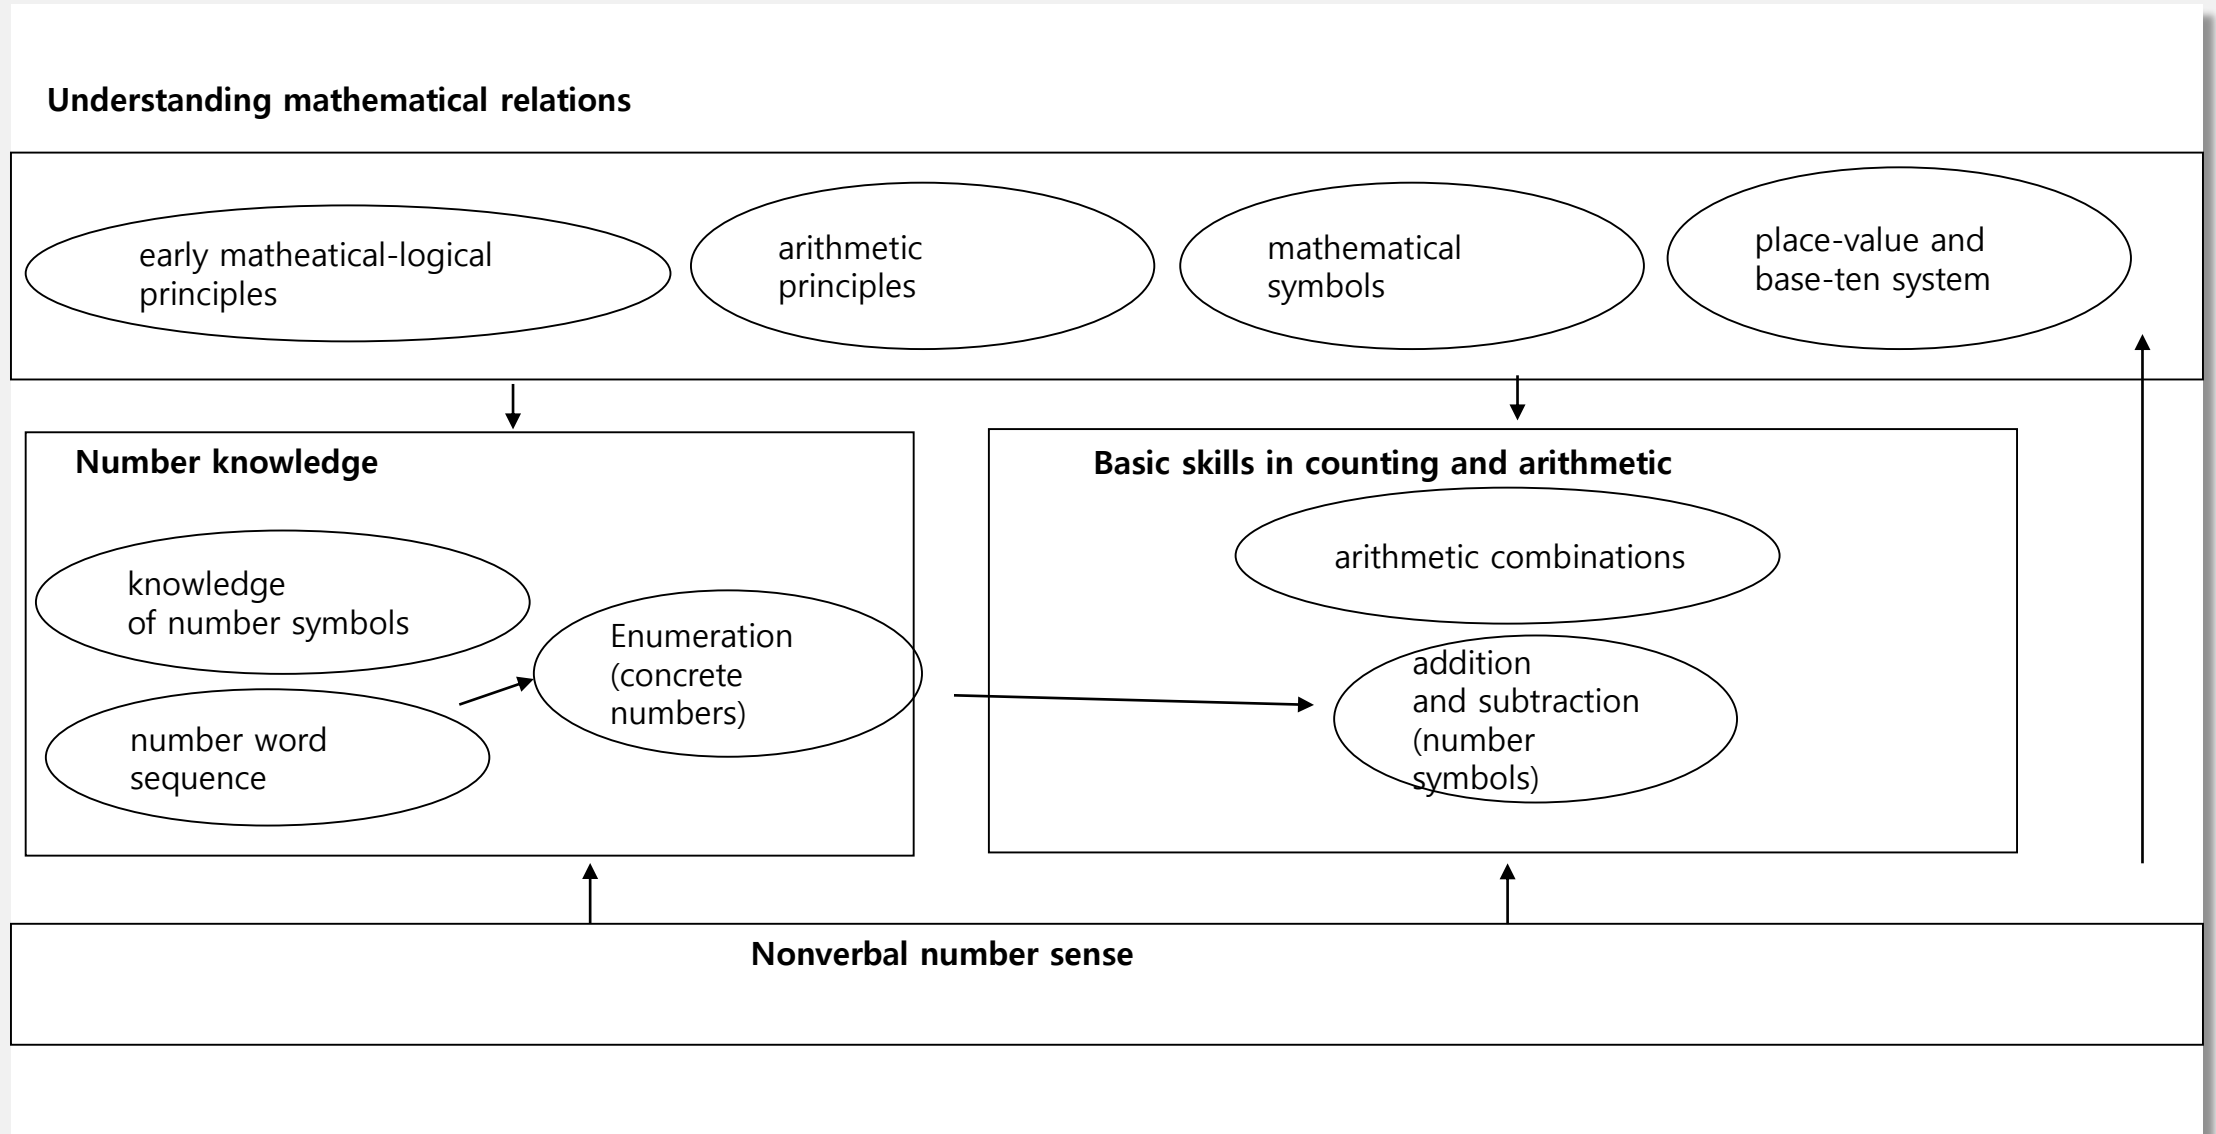 Understanding mathematical relations
early matheatical-logical
principles
arithmetic
principles
mathematical
symbols
place-value and
base-ten system
Number knowledge
knowledge
of number symbols
number word
sequence
Enumeration
(concrete
numbers)
Basic skills in counting and arithmetic
arithmetic combinations
addition
and subtraction
(number
symbols)
Nonverbal number sense